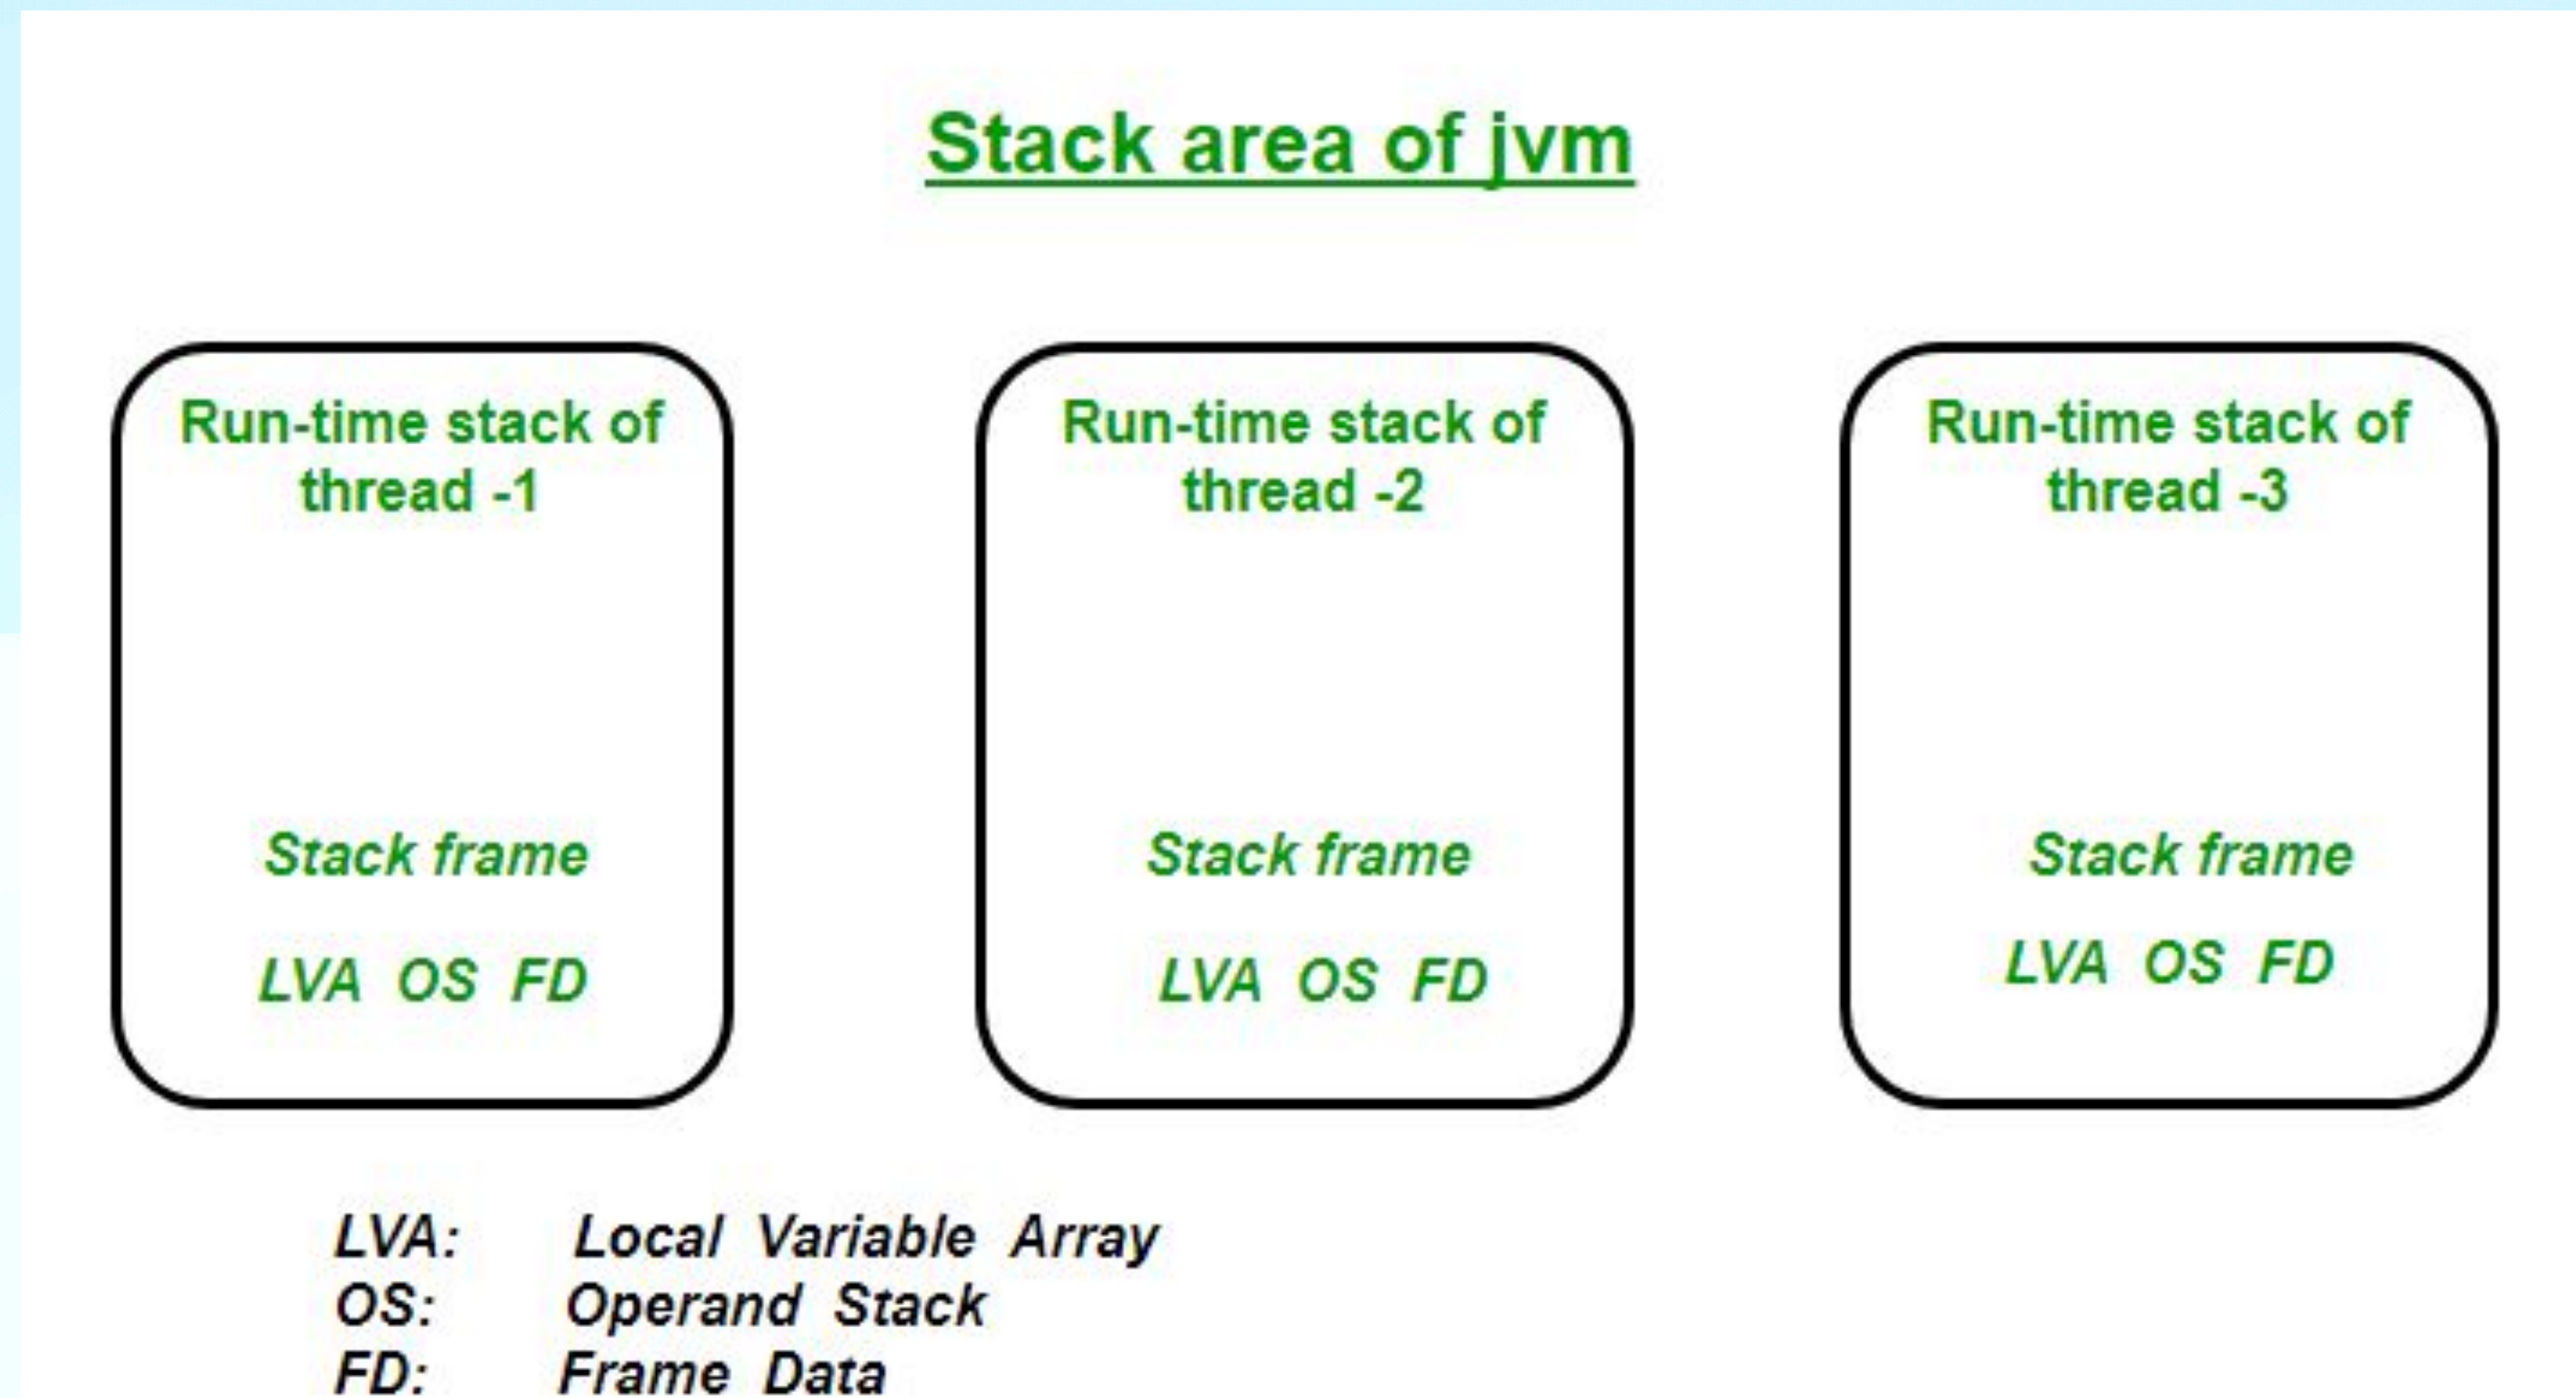 Stack area of jvm
Run-time stack of
thread -1
Stack frame
LVA OS FD
Run-time stack of
thread -2
Stack frame
LVA OS FD
Run-time stack of
thread -3
Stack frame
LVA OS FD
LVA: Local Variable Array
OS: Operand Stack
FD: Frame Data